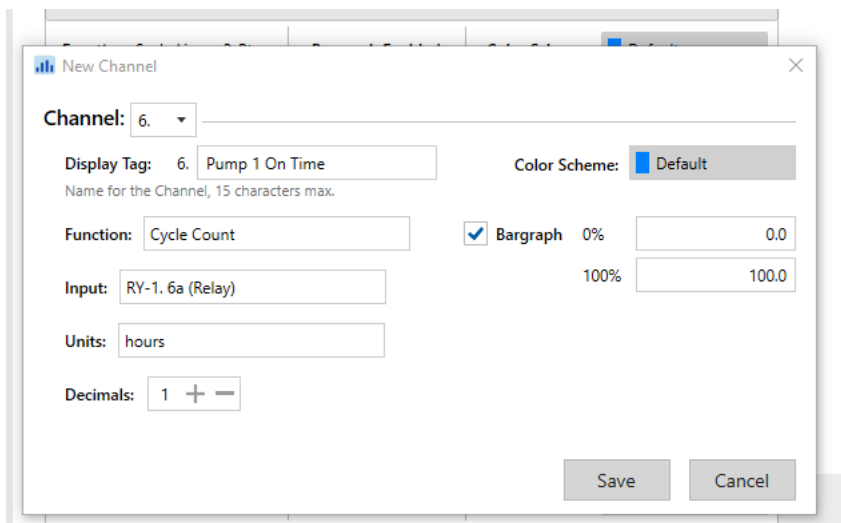 New Channel
Channel: 6.
Display Tag: 6. Pump 1 On Time
Color Scheme: Default
Name for the Channel, 15 characters max.
Function: Cycle Count
Bargraph 0% 0.0
100% 100.0
Input: RY-1. 6a (Relay)
Units: hours
Decimals: 1
Save Cancel